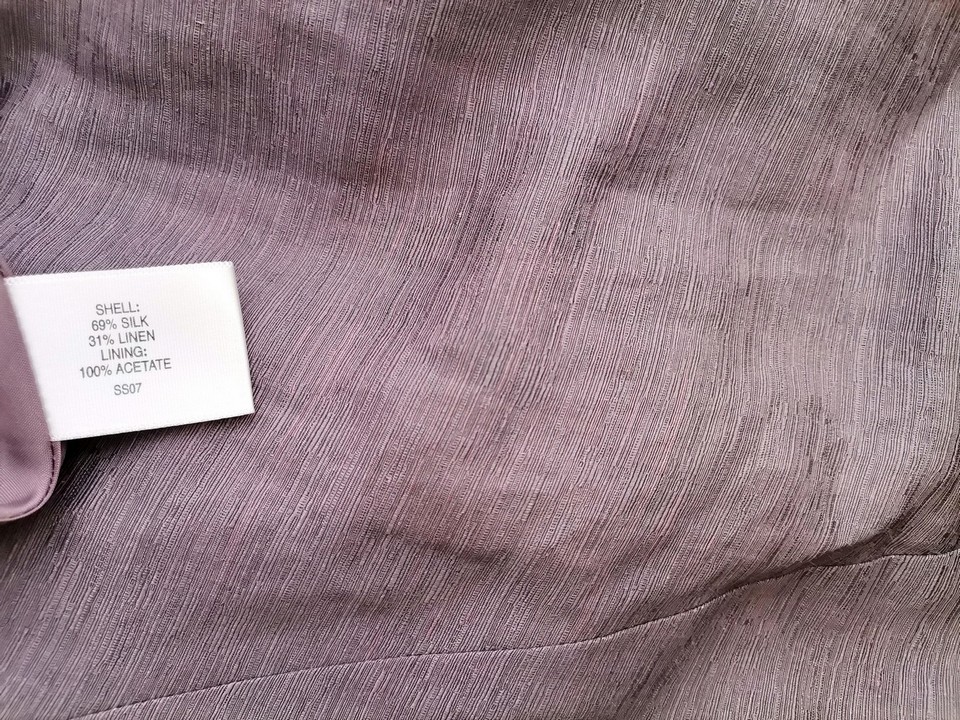 SHELL:
69% SILK
31% LINEN
LINING:
100% ACETATE
SS07